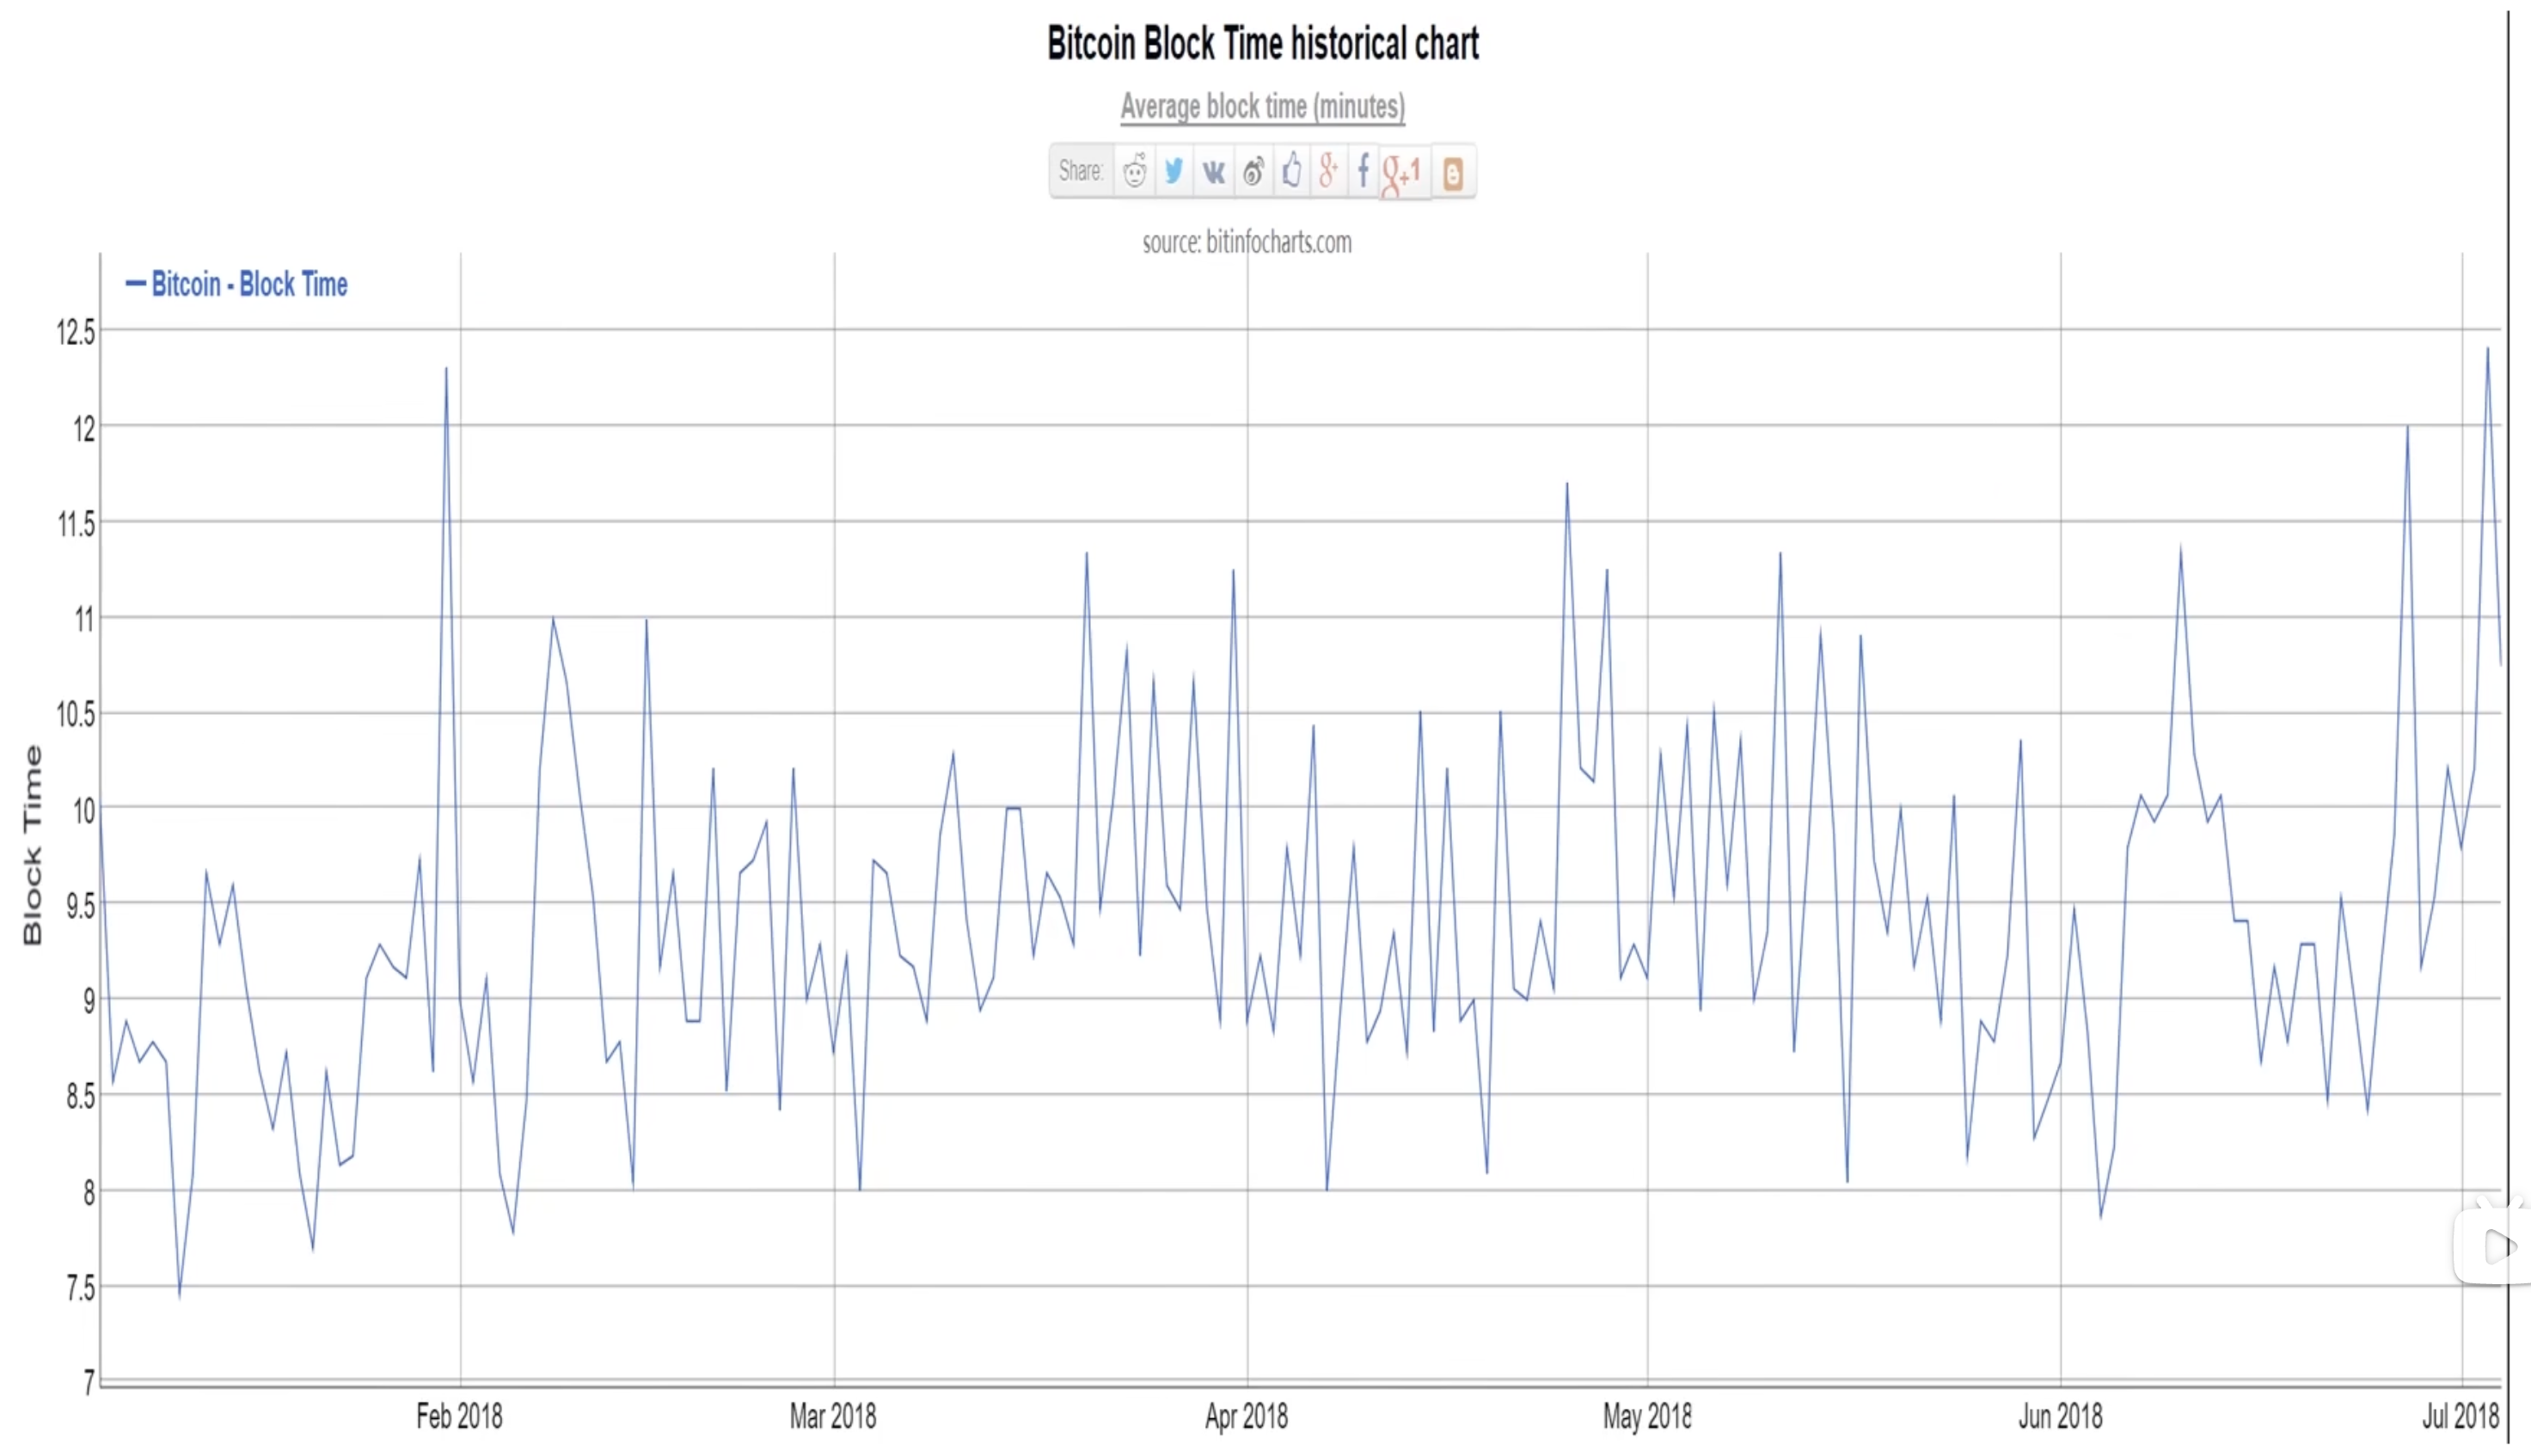 Bitcoin Block Time historical chart
Average block time (minutes)
Share:
g+
f
g+1
source: bitinfocharts.com
Bitcoin - Block Time
12.5
12
11.5
11
10.5
10
9.5
9
8.5
8
7.5
7
Block Time
Feb 2018
Mar 2018
Apr 2018
May 2018
Jun 2018
Jul 2018